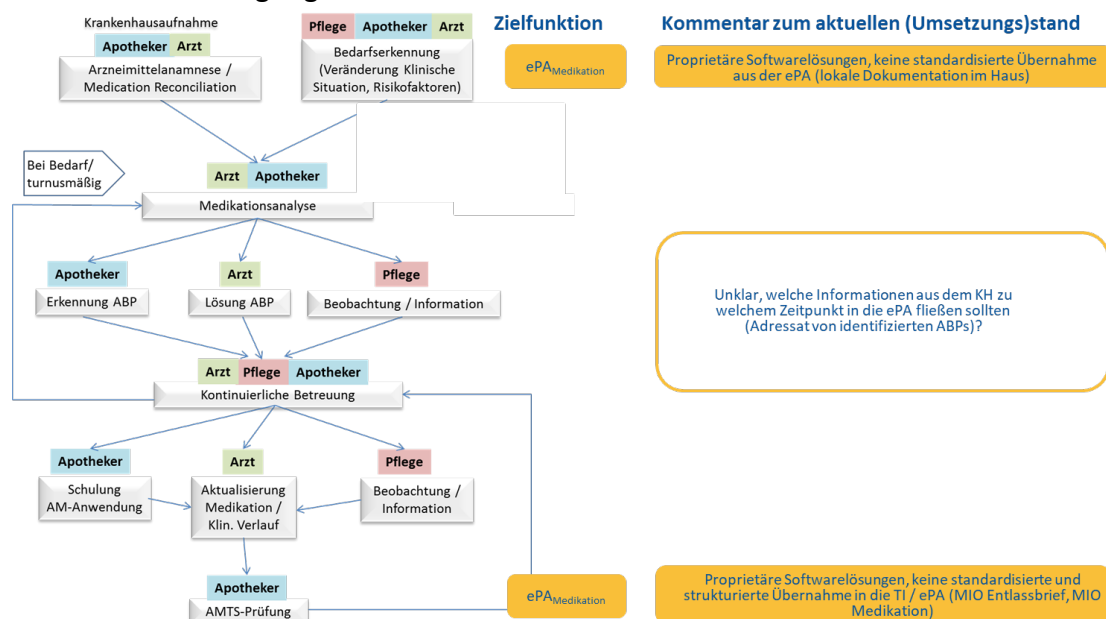 Zielfunktion
Kommentar zum aktuellen (Umsetzungs)stand
Krankenhausaufnahme
Apotheker Arzt
Arzneimittelanamnese /
Medication Reconciliation
Pflege Apotheker Arzt
Bedarfserkennung
(Veränderung Klinische
Situation, Risikofaktoren)
ePAMedikation
Proprietäre Softwarelösungen, keine standardisierte Übernahme
aus der ePA (lokale Dokumentation im Haus)
Bei Bedarf/
turnusmäßig
Arzt Apotheker
Medikationsanalyse
Apotheker
Erkennung ABP
Arzt
Lösung ABP
Pflege
Beobachtung / Information
Unklar, welche Informationen aus dem KH zu
welchem Zeitpunkt in die ePA fließen sollten
(Adressat von identifizierten ABPs)?
Arzt Pflege Apotheker
Kontinuierliche Betreuung
Apotheker
Schulung
AM-Anwendung
Arzt
Aktualisierung
Medikation /
Klin. Verlauf
Pflege
Beobachtung /
Information
Apotheker
AMTS-Prüfung
ePAMedikation
Proprietäre Softwarelösungen, keine standardisierte und
strukturierte Übernahme in die TI / ePA (MIO Entlassbrief, MIO
Medikation)